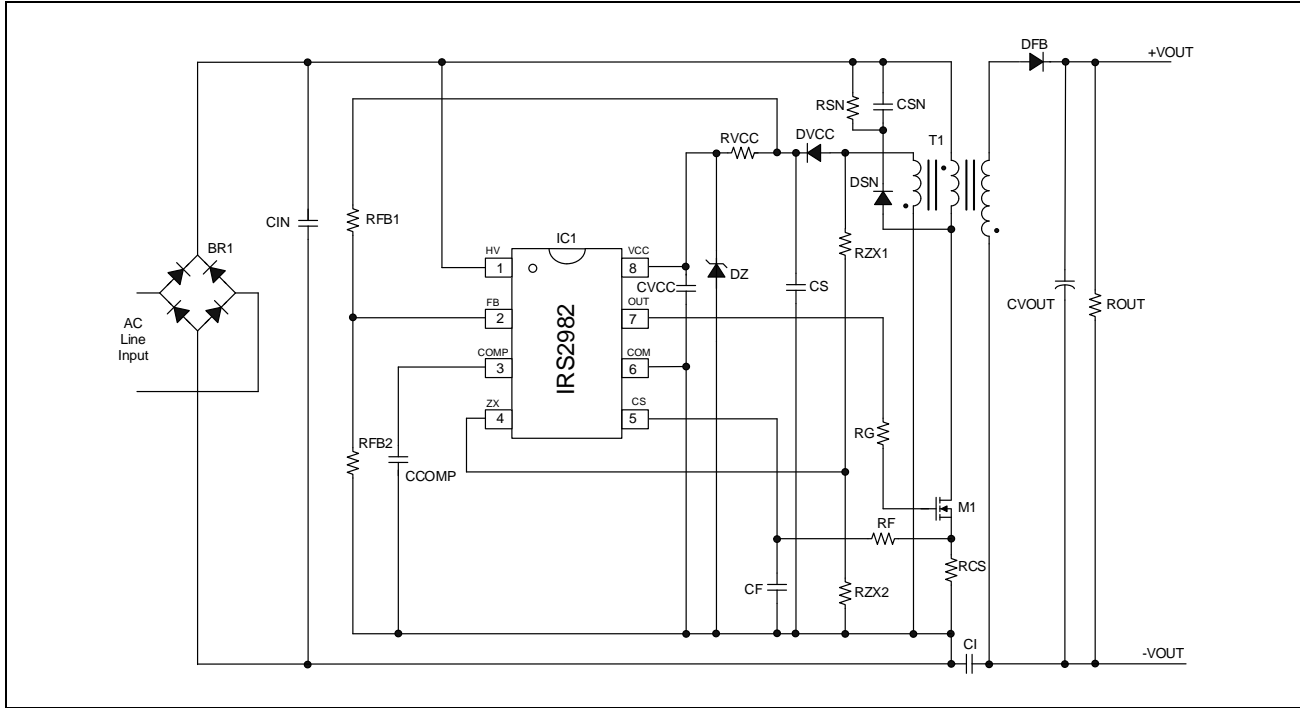 DFB
+VOUT
RSN
CSN
RVCC
DVCC
T1
DSN
CIN
RFB1
BR1
IC1
HV
VCC
1
8
CVCC
DZ
CS
RZX1
FB
OUT
2
7
CVOUT
ROUT
AC
Line
Input
IRS2982
COMP
COM
3
6
ZX
CS
4
5
RG
RFB2
CCOMP
M1
RF
RCS
CF
RZX2
CI
-VOUT